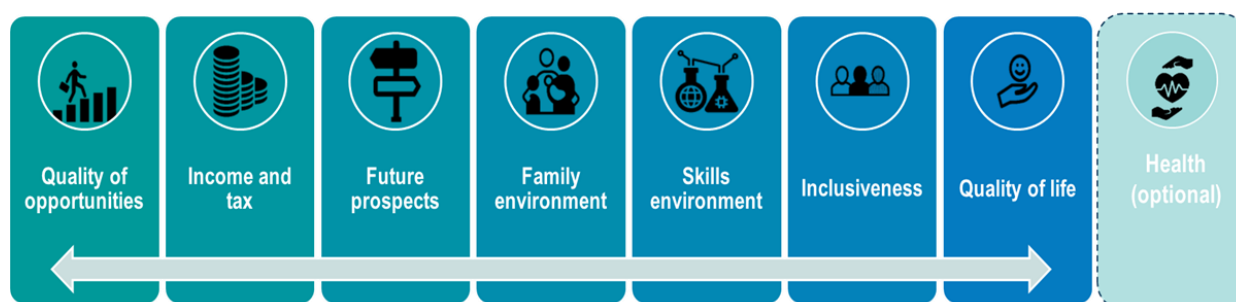 Quality of
opportunities
Income and
tax
Future
prospects
Family
environment
Skills
environment
Inclusiveness
Quality of life
Health
(optional)